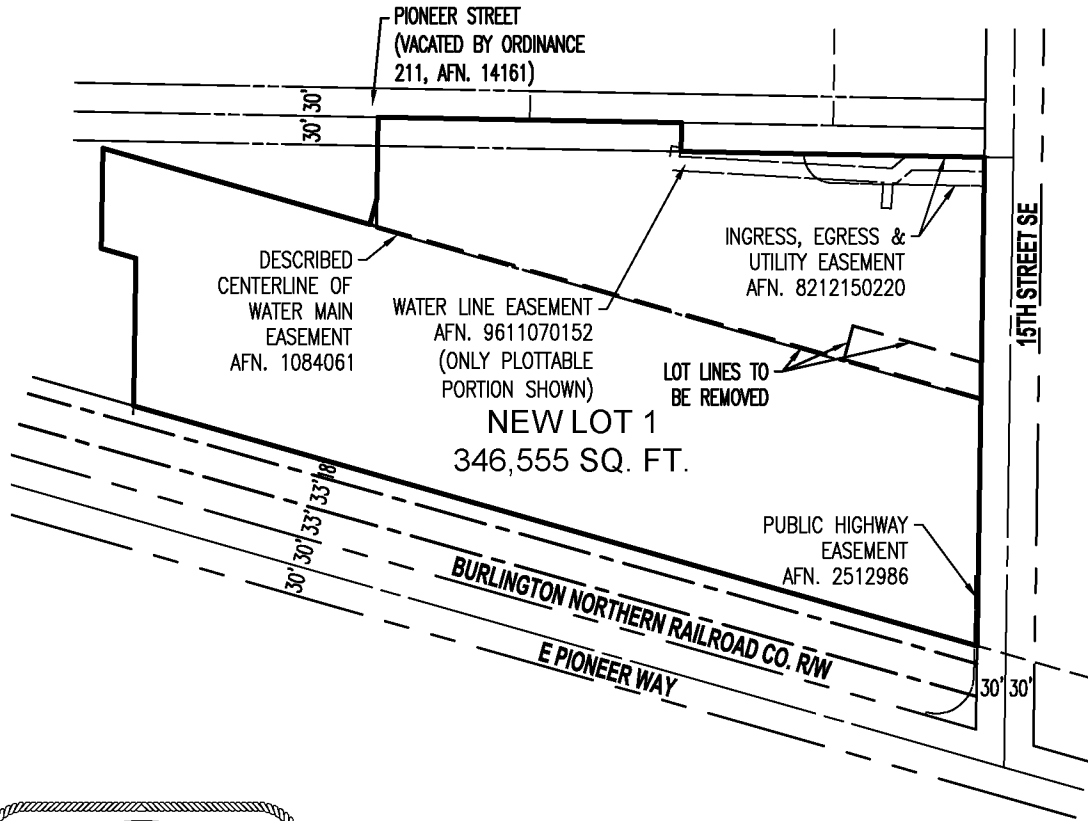 PIONEER STREET
(VACATED BY ORDINANCE
211, AFN. 14161)
30' 30'
30' 30'
DESCRIBED
CENTERLINE OF
WATER MAIN
EASEMENT
AFN. 1084061
WATER LINE EASEMENT
AFN. 9611070152
(ONLY PLOTTABLE
PORTION SHOWN)
INGRESS, EGRESS &
UTILITY EASEMENT
AFN. 8212150220
LOT LINES TO
BE REMOVED
15TH STREET SE
NEW LOT 1
346,555 SQ. FT.
PUBLIC HIGHWAY
EASEMENT
AFN. 2512986
30' 30' 33' 33' 18'
BURLINGTON NORTHERN RAILROAD CO. R/W
E PIONEER WAY
30' 30'